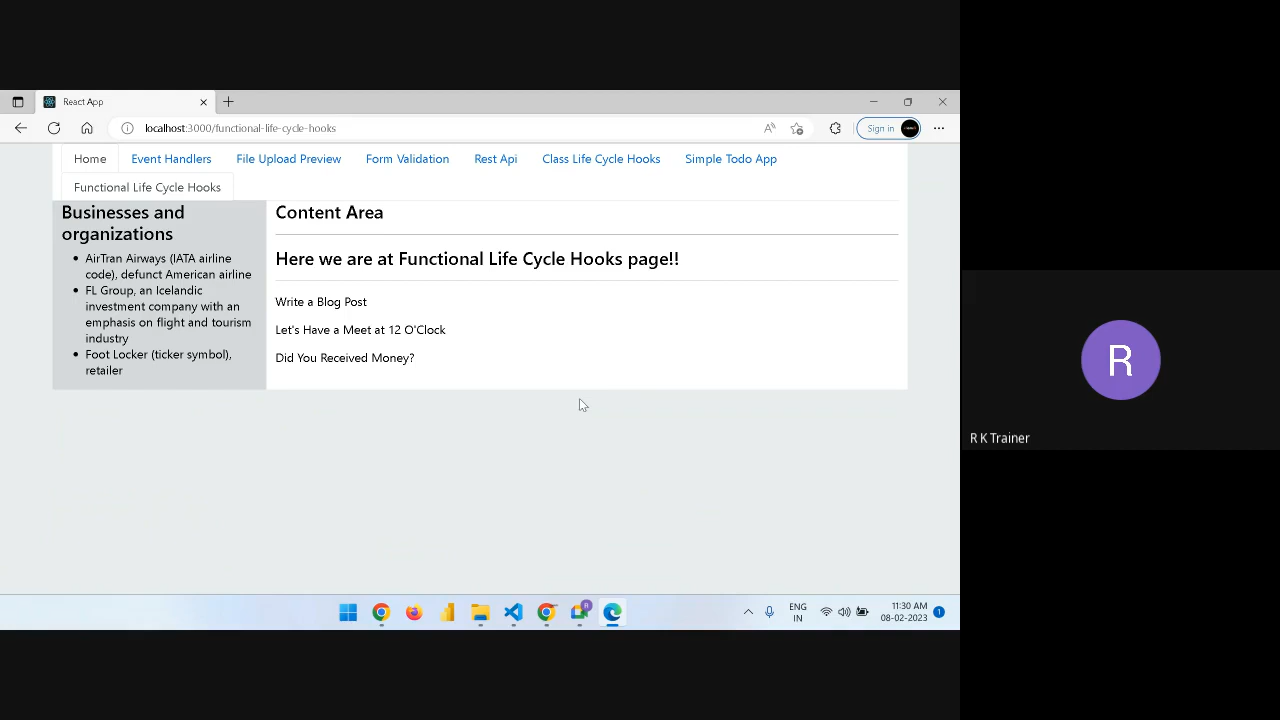 React App
localhost:3000/functional-life-cycle-hooks
Sign in
Home Event Handlers File Upload Preview Form Validation Rest Api Class Life Cycle Hooks Simple Todo App
Functional Life Cycle Hooks
Businesses and
organizations
AirTran Airways (IATA airline
code), defunct American airline
FL Group, an Icelandic
investment company with an
emphasis on flight and tourism
industry
Foot Locker (ticker symbol),
retailer
Content Area
Here we are at Functional Life Cycle Hooks page!!
Write a Blog Post
Let's Have a Meet at 12 O'Clock
Did You Received Money?
R
R K Trainer
ENG
IN
11:30 AM
08-02-2023
1